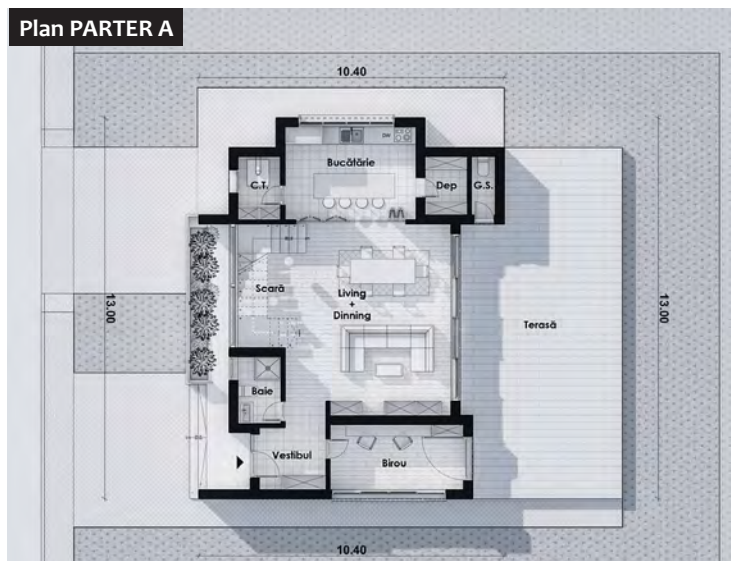 Plan PARTER A
10.40
DW
Bucătărie
C.T.
Dep
G.S.
13.00
Scară
Living
+
Dinning
Terasă
13.00
Baie
Vestibul
Birou
10.40